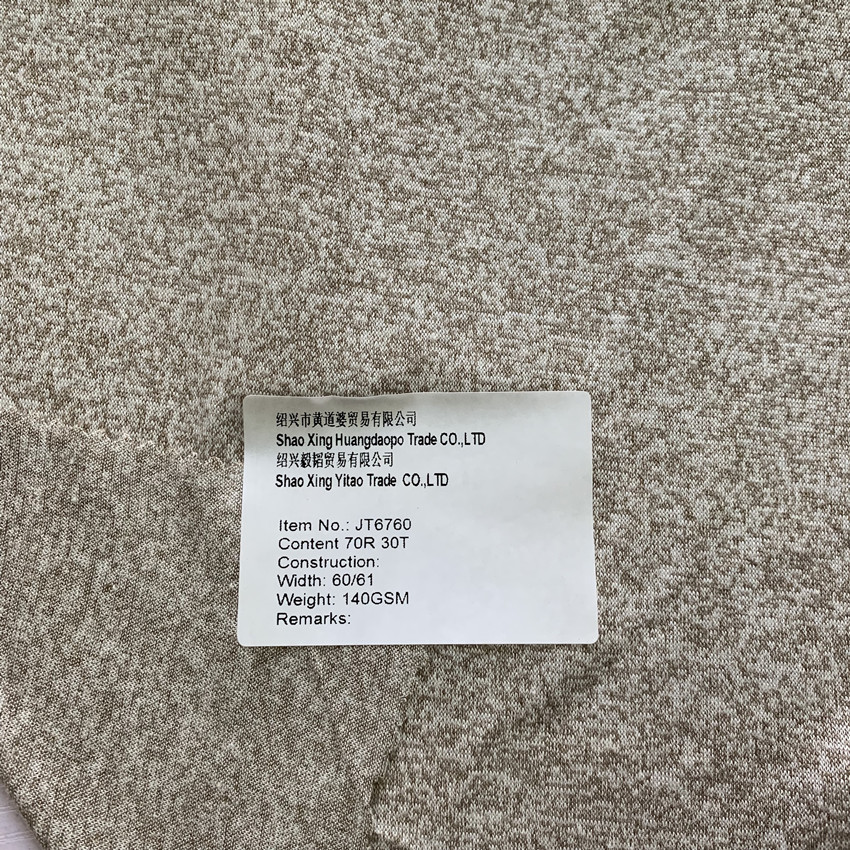 绍兴市黄道婆贸易有限公司
Shao Xing Huangdaopo Trade CO.,LTD
绍兴毅韬贸易有限公司
Shao Xing Yitao Trade CO.,LTD
Item No.: JT6760
Content 70R 30T
Construction:
Width: 60/61
Weight: 140GSM
Remarks: